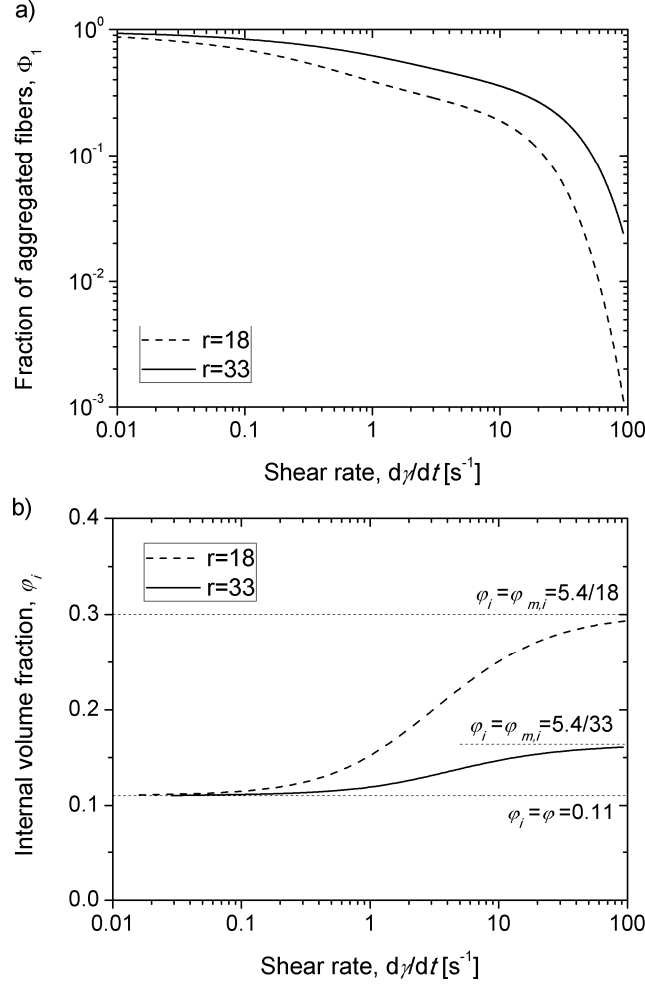 a)
Fraction of aggregated fibers, Φ₁
10⁰
10⁻¹
10⁻²
10⁻³
r=18
r=33
0.01 0.1 1 10 100
Shear rate, dγ/dt [s⁻¹]
b)
Internal volume fraction, φᵢ
0.4
0.3
0.2
0.1
0.0
r=18
r=33
φᵢ=φₘ,ᵢ=5.4/18
φᵢ=φₘ,ᵢ=5.4/33
φᵢ=φ=0.11
0.01 0.1 1 10 100
Shear rate, dγ/dt [s⁻¹]